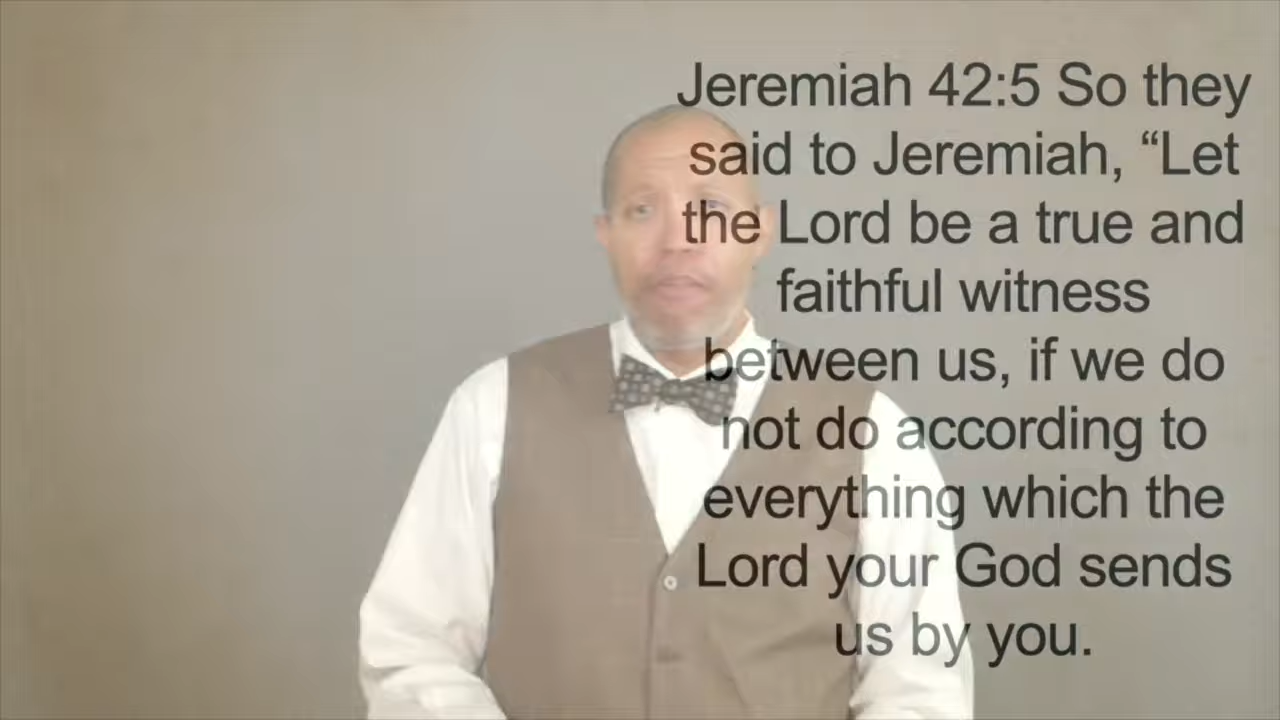 Jeremiah 42:5 So they
said to Jeremiah, “Let
the Lord be a true and
faithful witness
between us, if we do
not do according to
everything which the
Lord your God sends
us by you.